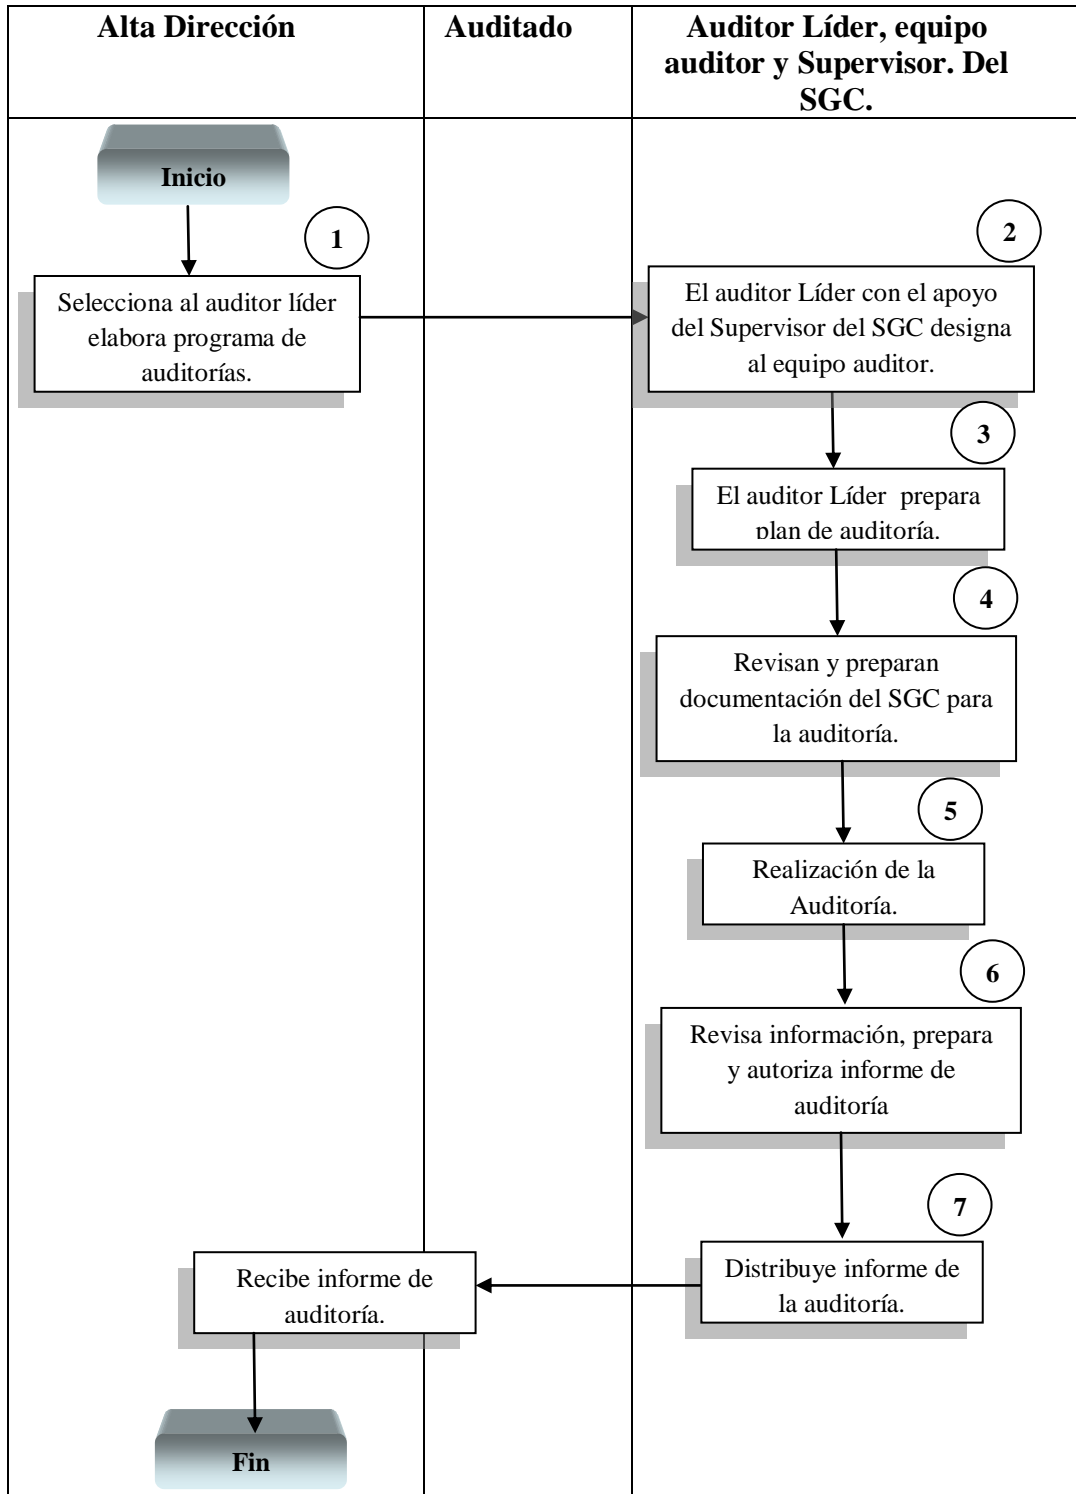 Alta Dirección
Auditado
Auditor Líder, equipo
auditor y Supervisor. Del
SGC.
Inicio
1
Selecciona al auditor líder
elabora programa de
auditorías.
2
El auditor Líder con el apoyo
del Supervisor del SGC designa
al equipo auditor.
3
El auditor Líder  prepara
plan de auditoría.
4
Revisan y preparan
documentación del SGC para
la auditoría.
5
Realización de la
Auditoría.
6
Revisa información, prepara
y autoriza informe de
auditoría
7
Distribuye informe de
la auditoría.
Recibe informe de
auditoría.
Fin